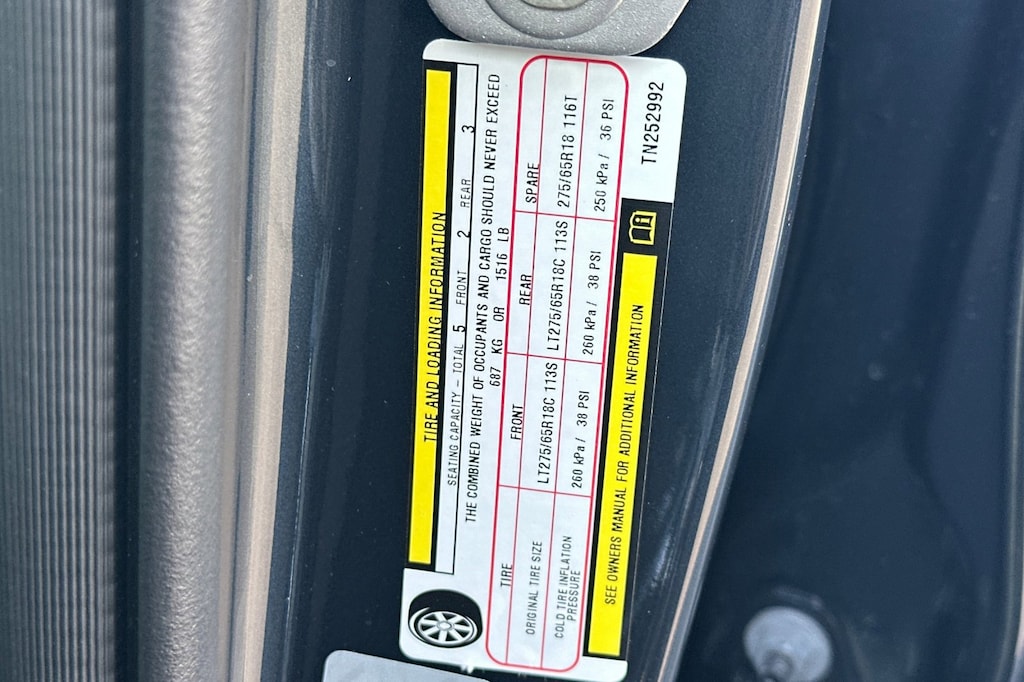 TIRE AND LOADING INFORMATION
SEATING CAPACITY – TOTAL 5 FRONT 2 REAR 3
THE COMBINED WEIGHT OF OCCUPANTS AND CARGO SHOULD NEVER EXCEED
687 KG OR 1516 LB
TIRE FRONT REAR SPARE
ORIGINAL TIRE SIZE LT275/65R18C 113S LT275/65R18C 113S 275/65R18 116T
COLD TIRE INFLATION
PRESSURE 260 kPa / 38 PSI 260 kPa / 38 PSI 250 kPa / 36 PSI
SEE OWNERS MANUAL FOR ADDITIONAL INFORMATION
TN252992